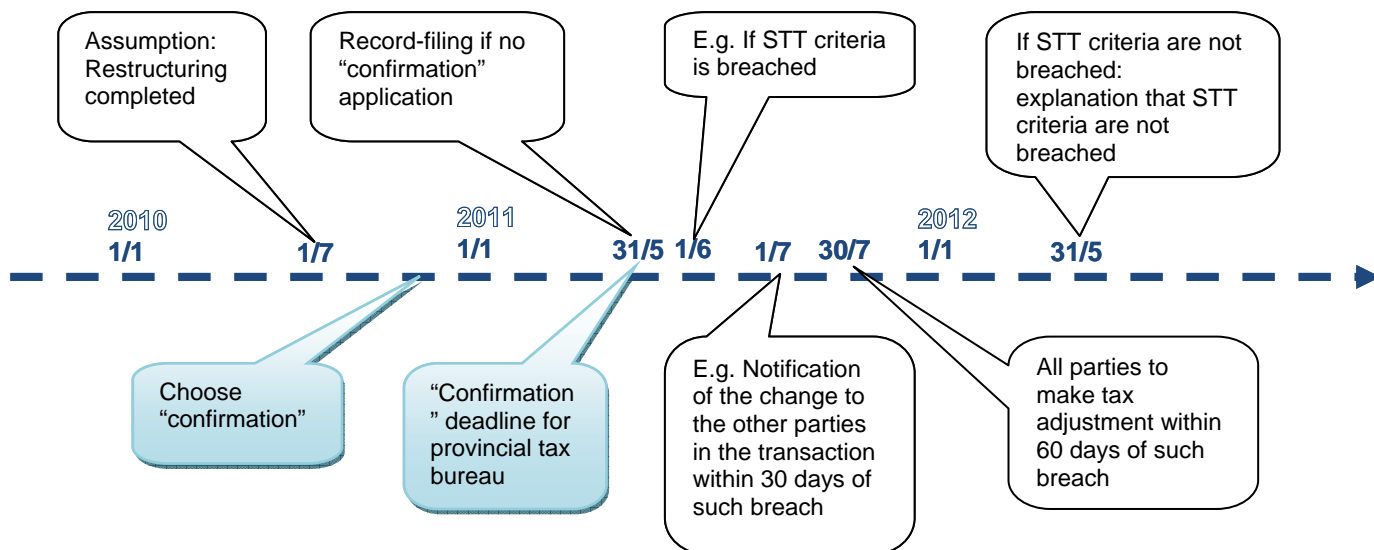 Assumption:
Restructuring
completed
Record-filing if no
“confirmation”
application
E.g. If STT criteria
is breached
If STT criteria are not
breached:
explanation that STT
criteria are not
breached
2010
1/1
1/7
2011
1/1
31/5
1/6
1/7
30/7
2012
1/1
31/5
Choose
“confirmation”
“Confirmation
” deadline for
provincial tax
bureau
E.g. Notification
of the change to
the other parties
in the transaction
within 30 days of
such breach
All parties to
make tax
adjustment within
60 days of such
breach